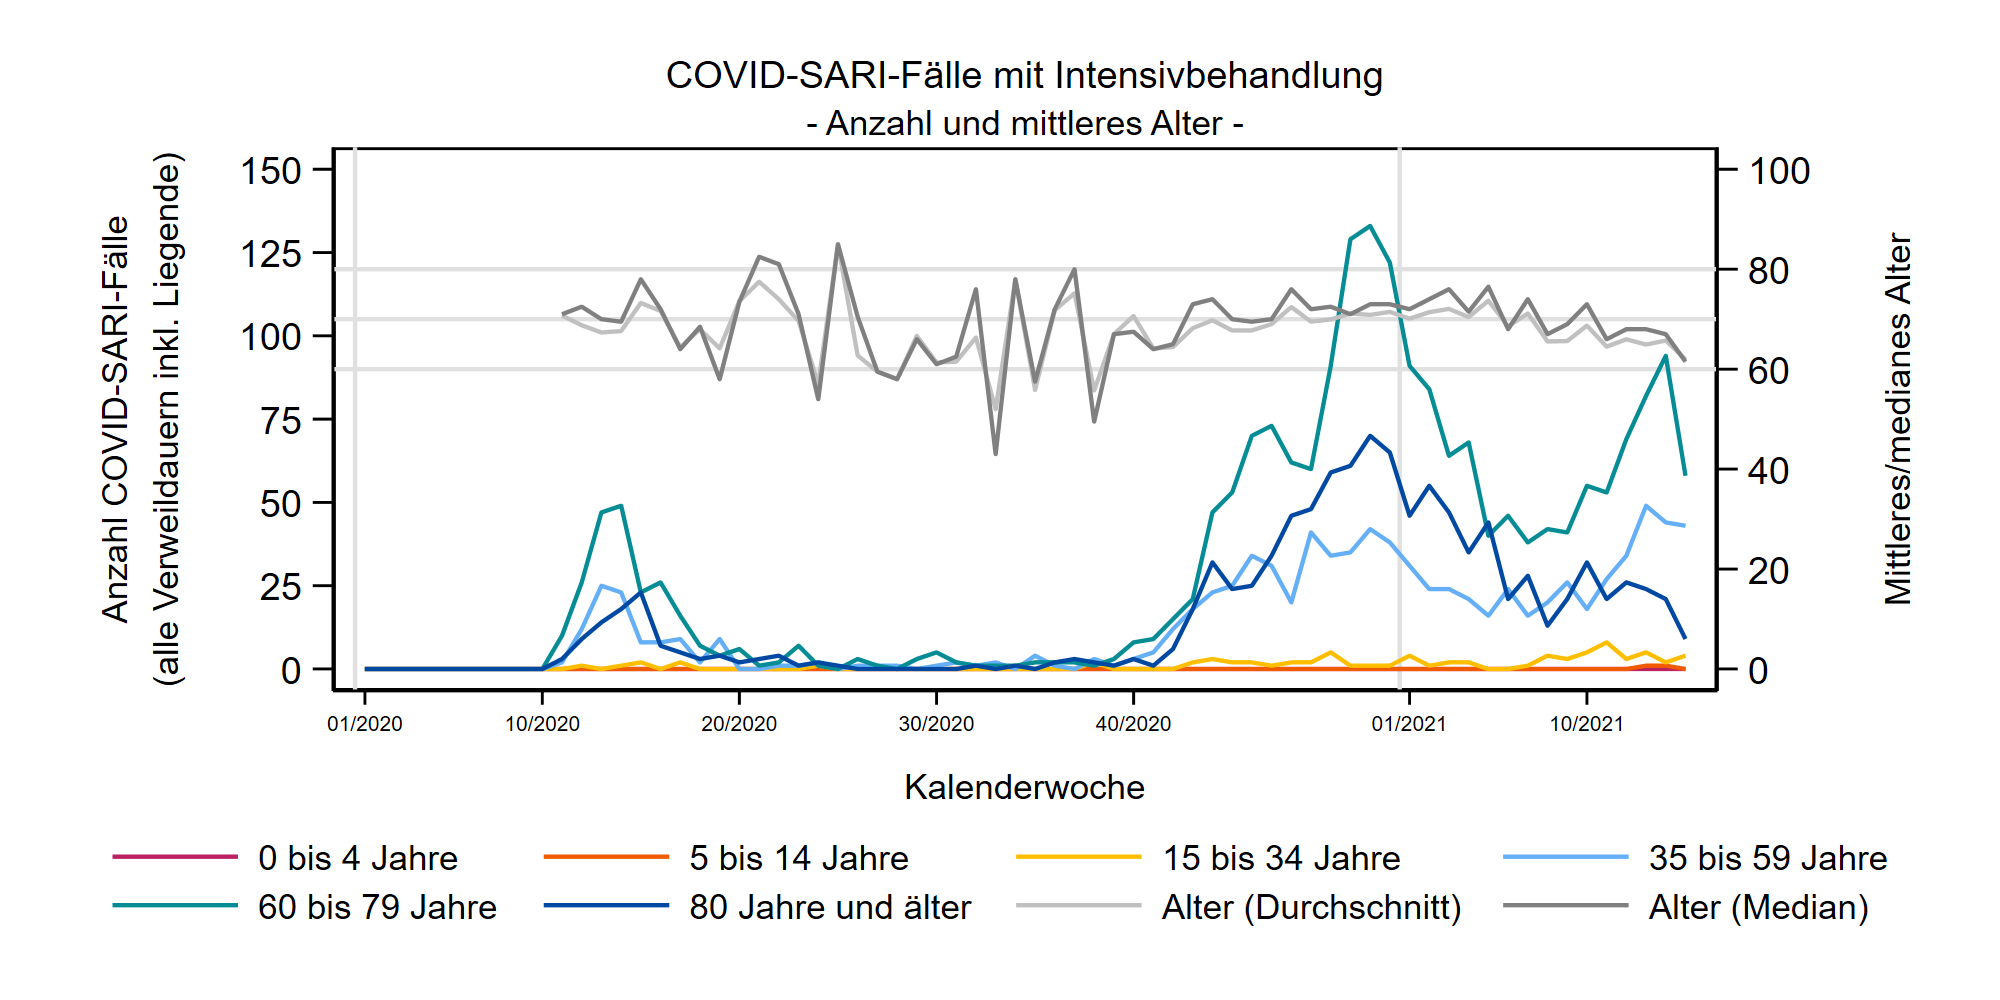 COVID-SARI-Fälle mit Intensivbehandlung
- Anzahl und mittleres Alter -
Anzahl COVID-SARI-Fälle
(alle Verweildauern inkl. Liegende)
150
125
100
75
50
25
0
100
80
60
40
20
0
Mittleres/medianes Alter
01/2020
10/2020
20/2020
30/2020
40/2020
01/2021
10/2021
Kalenderwoche
0 bis 4 Jahre
5 bis 14 Jahre
15 bis 34 Jahre
35 bis 59 Jahre
60 bis 79 Jahre
80 Jahre und älter
Alter (Durchschnitt)
Alter (Median)